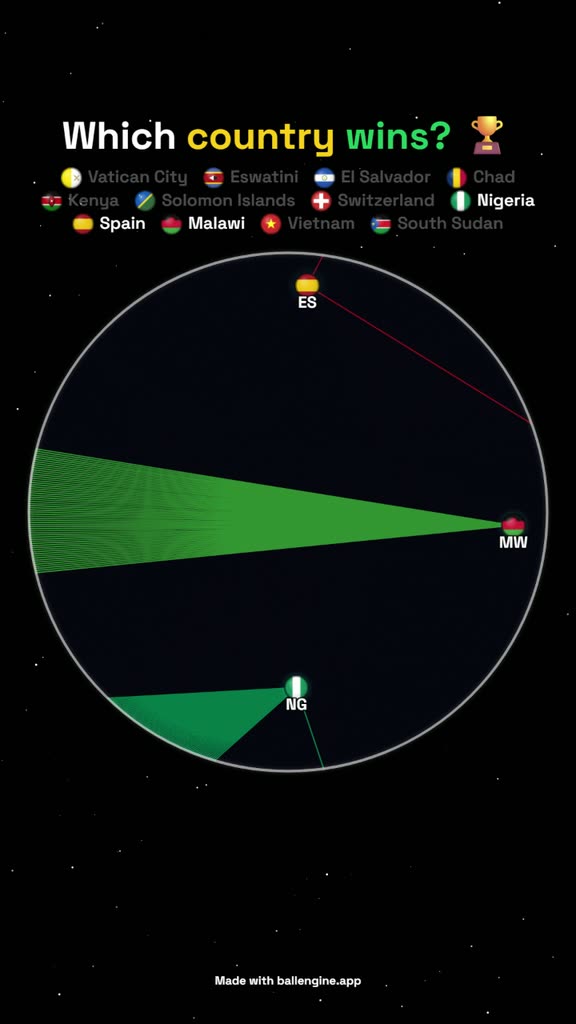 Which country wins?
Vatican City Eswatini El Salvador Chad
Kenya Solomon Islands Switzerland Nigeria
Spain Malawi Vietnam South Sudan
ES
MW
NG
Made with ballengine.app